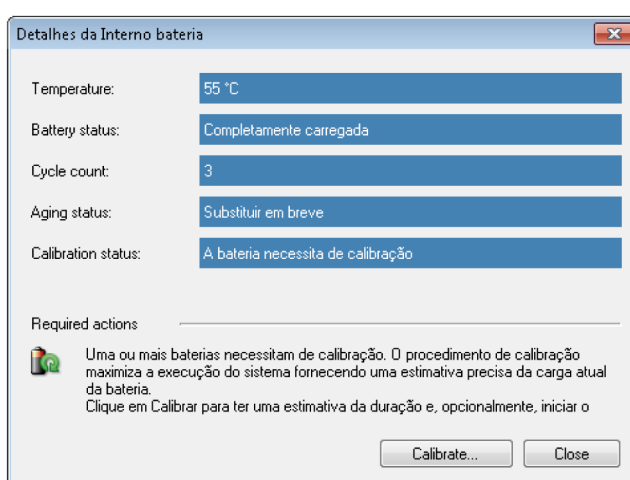 Detalhes da Interno bateria
Temperature: 55 °C
Battery status: Completamente carregada
Cycle count: 3
Aging status: Substituir em breve
Calibration status: A bateria necessita de calibração
Required actions
Uma ou mais baterias necessitam de calibração. O procedimento de calibração
maximiza a execução do sistema fornecendo uma estimativa precisa da carga atual
da bateria.
Clique em Calibrar para ter uma estimativa da duração e, opcionalmente, iniciar o
Calibrate... Close